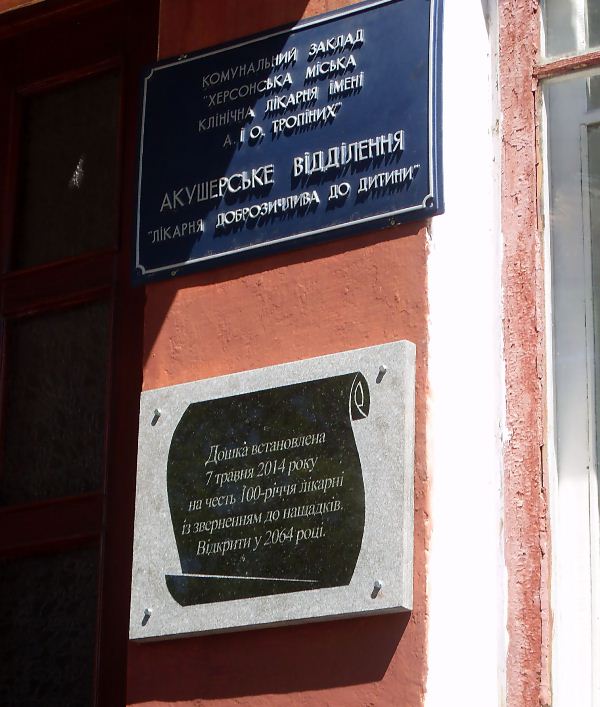 КОМУНАЛЬНИЙ ЗАКЛАД
"ХЕРСОНСЬКА МІСЬКА
КЛІНІЧНА ЛІКАРНЯ ІМЕНІ
А. І О. ТРОПІНИХ"
АКУШЕРСЬКЕ ВІДДІЛЕННЯ
"ЛІКАРНЯ ДОБРОЗИЧЛИВА ДО ДИТИНИ"
Дошка встановлена
7 травня 2014 року
на честь 100-річчя лікарні
із зверненням до нащадків.
Відкрити у 2064 році.